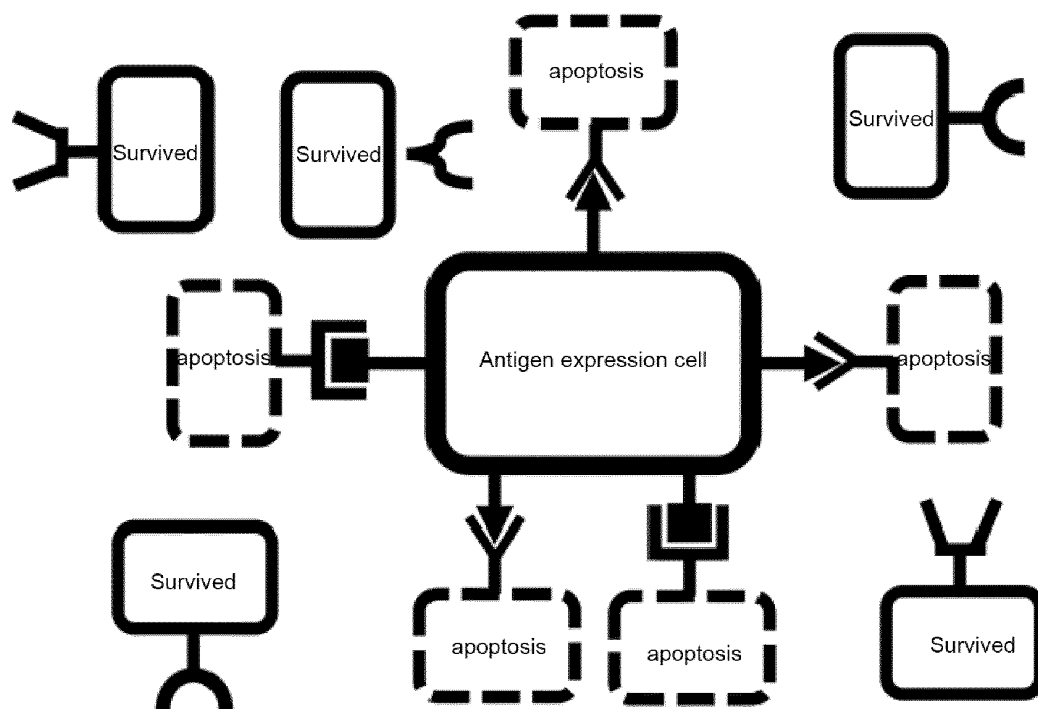 apoptosis
Survived
Survived
Survived
apoptosis
Antigen expression cell
apoptosis
Survived
apoptosis
apoptosis
Survived